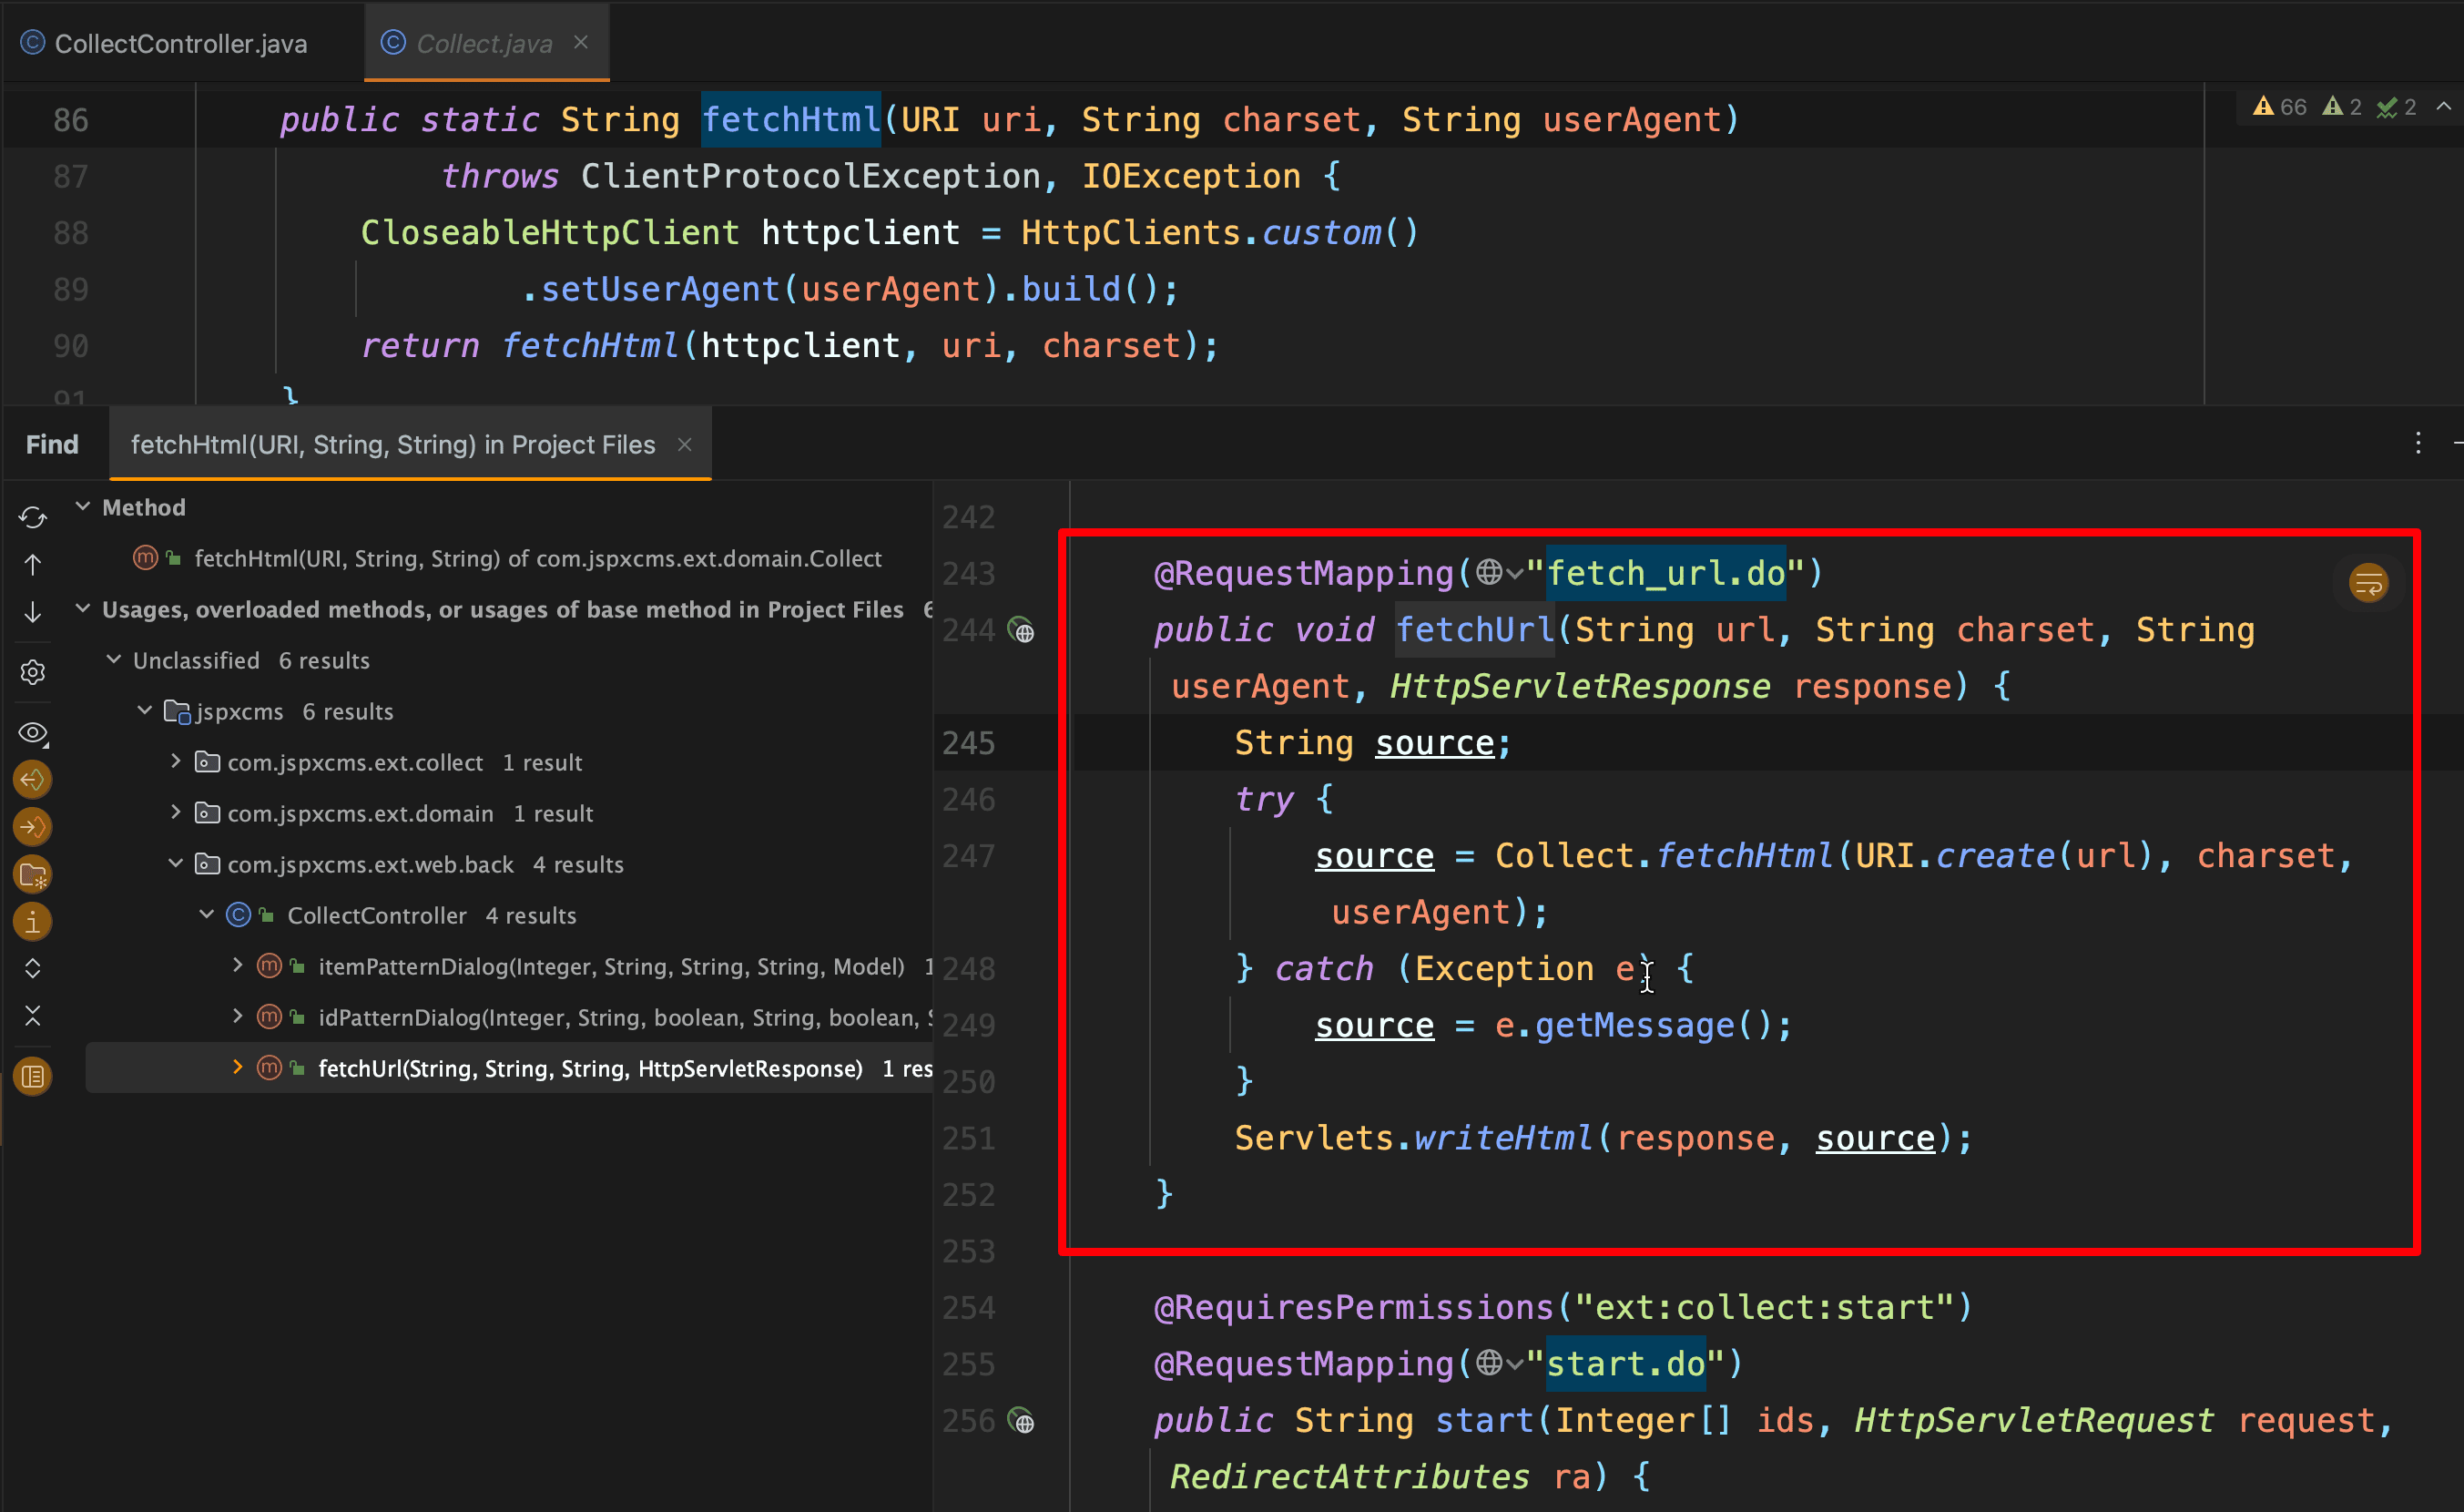 CollectController.java Collect.java
86 public static String fetchHtml(URI uri, String charset, String userAgent) 66 2 2
87 throws ClientProtocolException, IOException {
88 CloseableHttpClient httpclient = HttpClients.custom()
89 .setUserAgent(userAgent).build();
90 return fetchHtml(httpclient, uri, charset);
91 }
Find fetchHtml(URI, String, String) in Project Files
Method
fetchHtml(URI, String, String) of com.jspxcms.ext.domain.Collect
Usages, overloaded methods, or usages of base method in Project Files 6
Unclassified 6 results
jspxcms 6 results
com.jspxcms.ext.collect 1 result
com.jspxcms.ext.domain 1 result
com.jspxcms.ext.web.back 4 results
CollectController 4 results
itemPatternDialog(Integer, String, String, String, Model) 1
idPatternDialog(Integer, String, boolean, String, boolean, S
fetchUrl(String, String, String, HttpServletResponse) 1 res
242
243 @RequestMapping("fetch_url.do")
244 public void fetchUrl(String url, String charset, String
userAgent, HttpServletResponse response) {
245 String source;
246 try {
247 source = Collect.fetchHtml(URI.create(url), charset,
userAgent);
248 } catch (Exception e) {
249 source = e.getMessage();
250 }
251 Servlets.writeHtml(response, source);
252 }
253
254 @RequiresPermissions("ext:collect:start")
255 @RequestMapping("start.do")
256 public String start(Integer[] ids, HttpServletRequest request,
RedirectAttributes ra) {